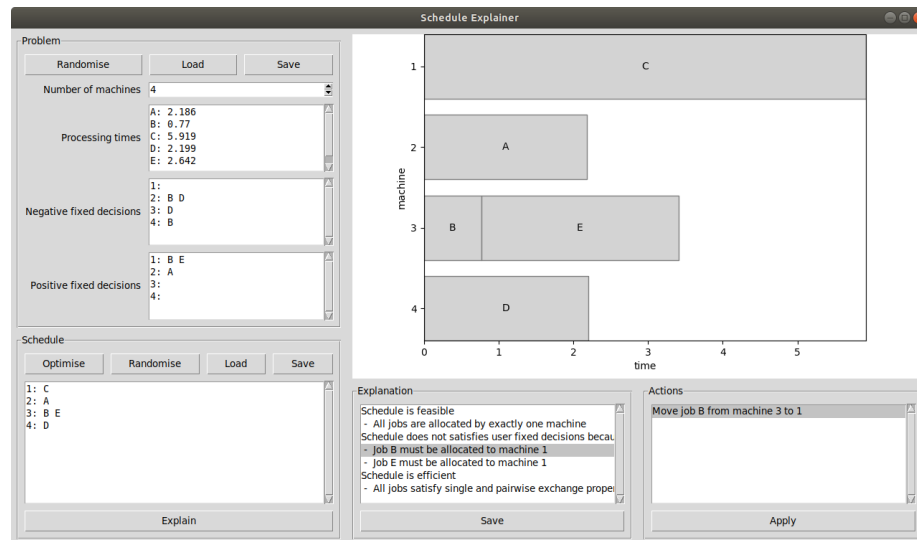 Schedule Explainer
Problem
Randomise Load Save
Number of machines 4
Processing times
A: 2.186
B: 0.77
C: 5.919
D: 2.199
E: 2.642
Negative fixed decisions
1:
2: B D
3: D
4: B
Positive fixed decisions
1: B E
2: A
3:
4:
Schedule
Optimise Randomise Load Save
1: C
2: A
3: B E
4: D
Explain
machine
1
2
3
4
C
A
B E
D
0 1 2 3 4 5
time
Explanation
Schedule is feasible
- All jobs are allocated by exactly one machine
Schedule does not satisfies user fixed decisions becau
- Job B must be allocated to machine 1
- Job E must be allocated to machine 1
Schedule is efficient
- All jobs satisfy single and pairwise exchange proper
Save
Actions
Move job B from machine 3 to 1
Apply